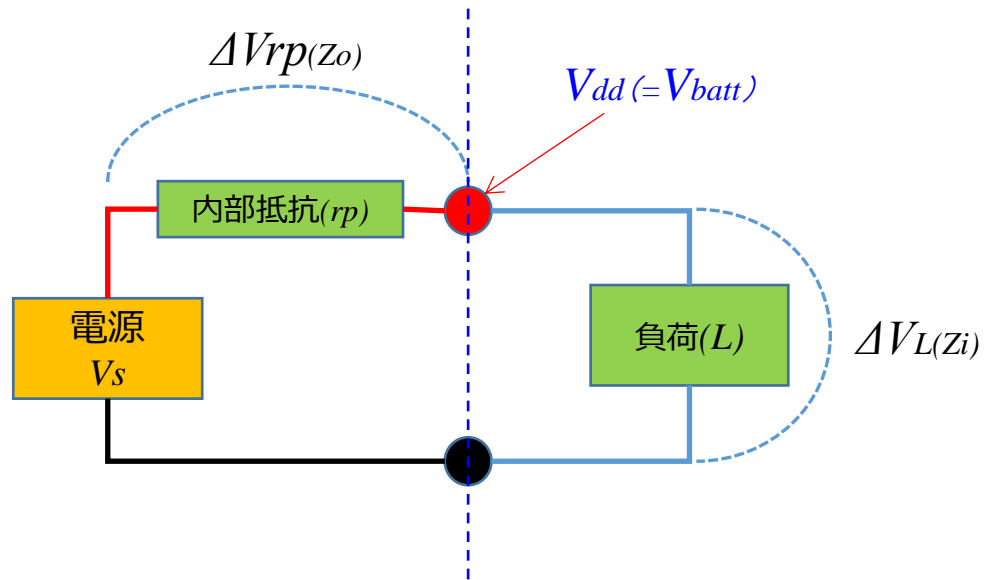 ΔVrp(Zo)
Vdd (=Vbatt)
内部抵抗(rp)
電源
Vs
負荷(L)
ΔVL(Zi)